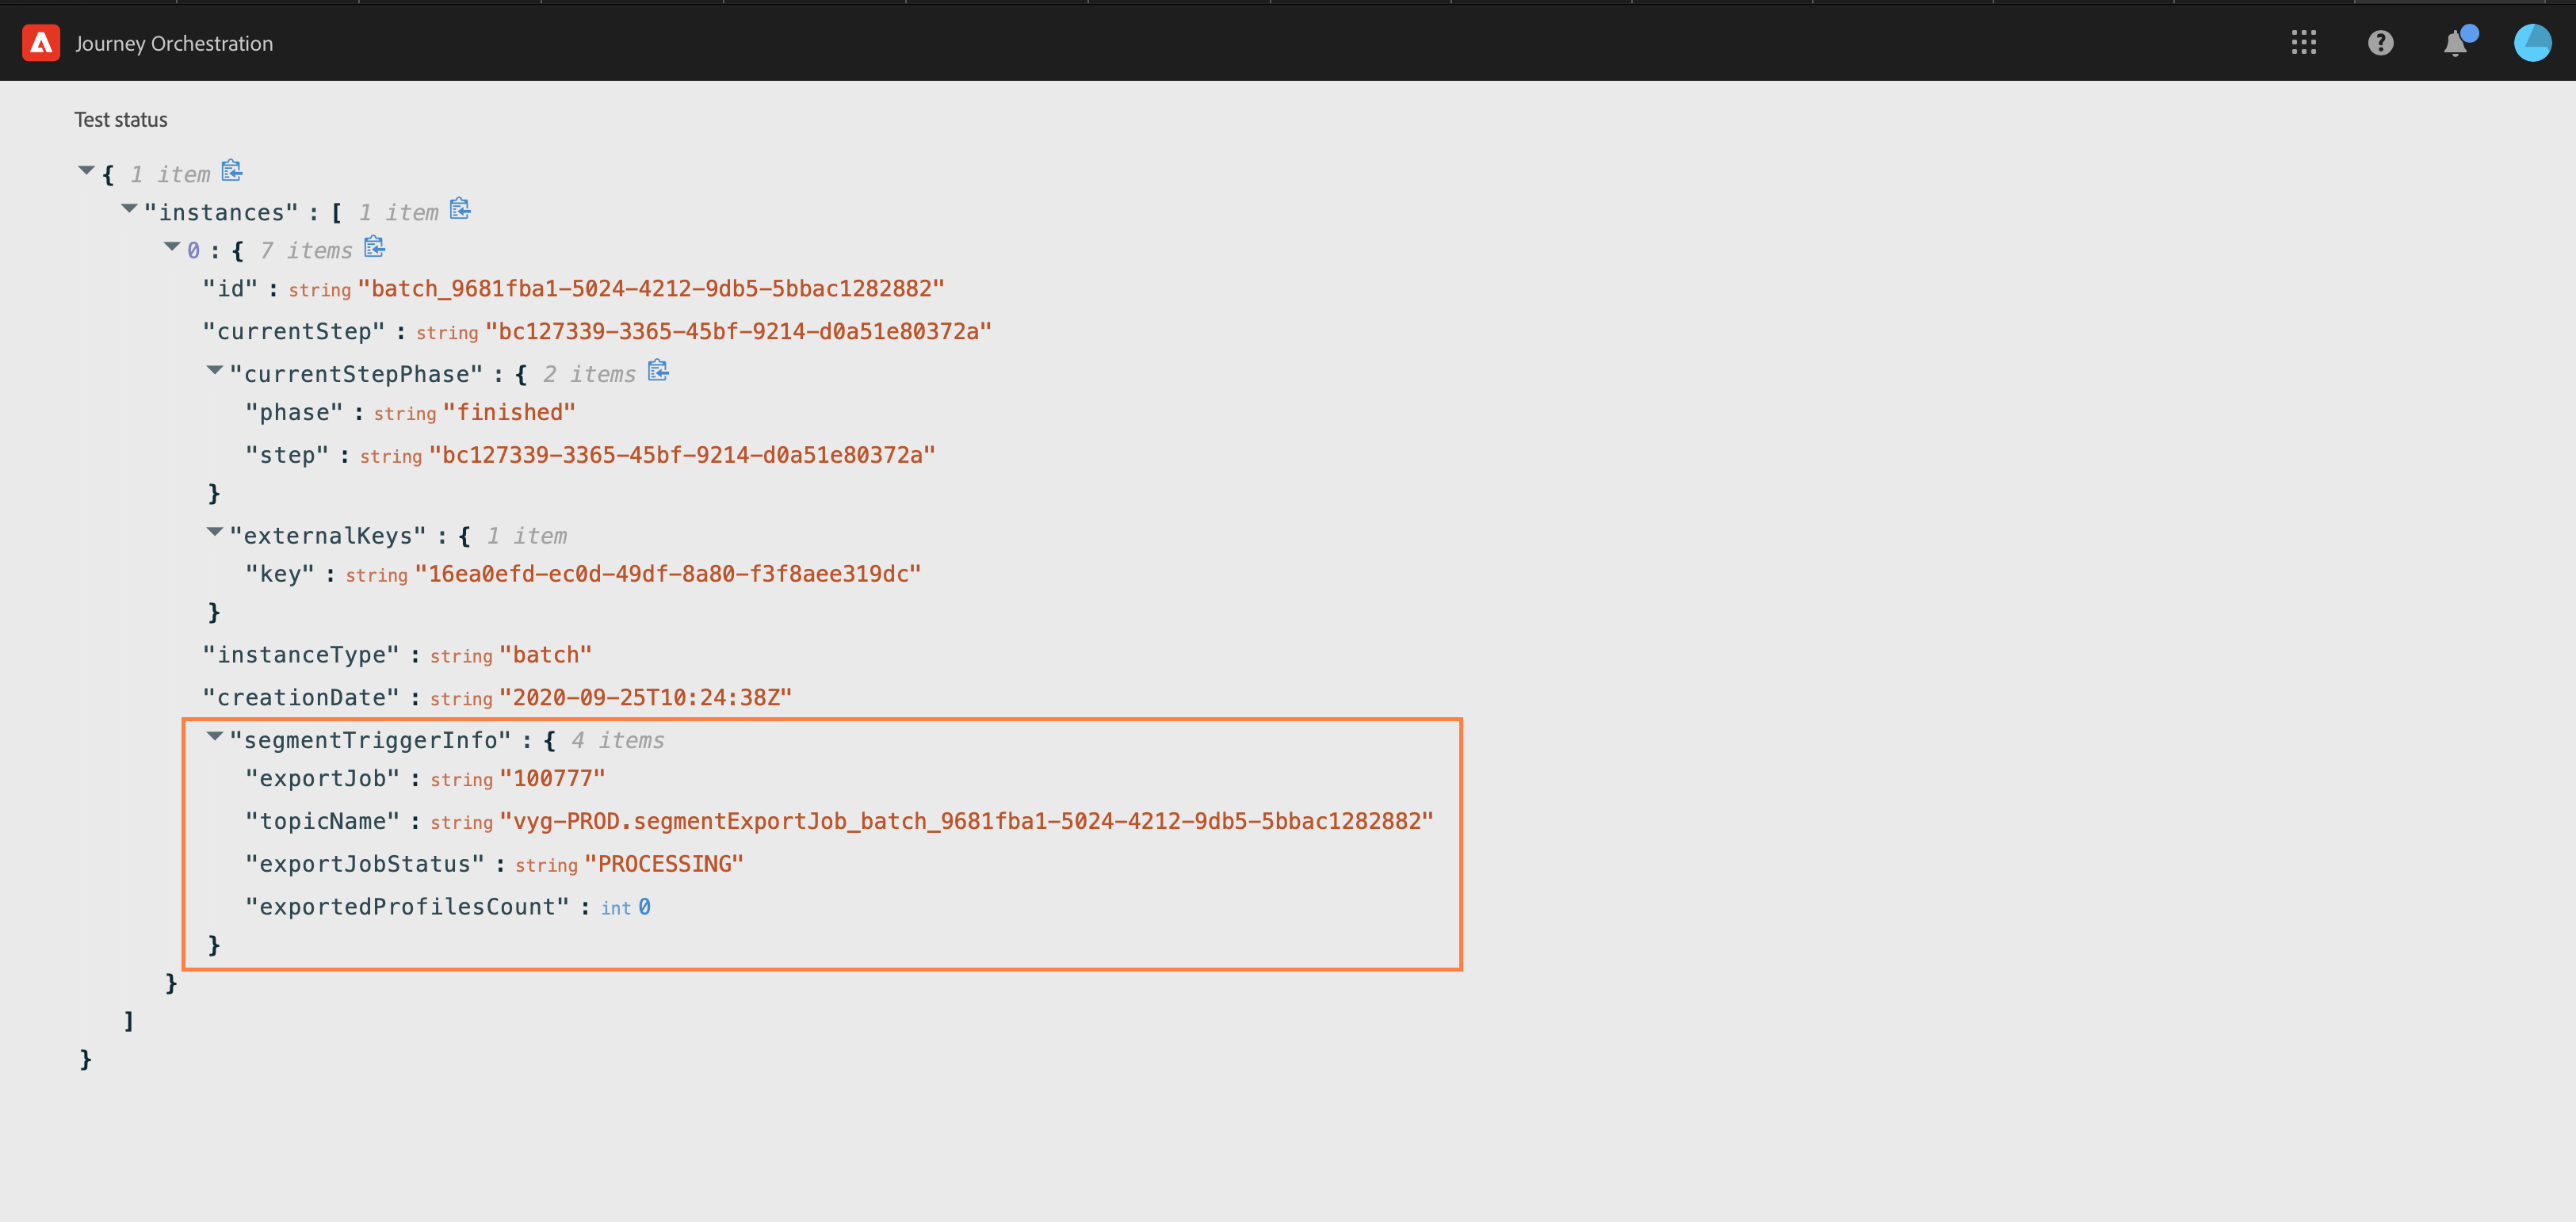 Journey Orchestration
Test status
{ 1 item
"instances" : [ 1 item
0 : { 7 items
"id" : string "batch_9681fba1-5024-4212-9db5-5bbac1282882"
"currentStep" : string "bc127339-3365-45bf-9214-d0a51e80372a"
"currentStepPhase" : { 2 items
"phase" : string "finished"
"step" : string "bc127339-3365-45bf-9214-d0a51e80372a"
}
"externalKeys" : { 1 item
"key" : string "16ea0efd-ec0d-49df-8a80-f3f8aee319dc"
}
"instanceType" : string "batch"
"creationDate" : string "2020-09-25T10:24:38Z"
"segmentTriggerInfo" : { 4 items
"exportJob" : string "100777"
"topicName" : string "vyg-PROD.segmentExportJob_batch_9681fba1-5024-4212-9db5-5bbac1282882"
"exportJobStatus" : string "PROCESSING"
"exportedProfilesCount" : int 0
}
}
]
}